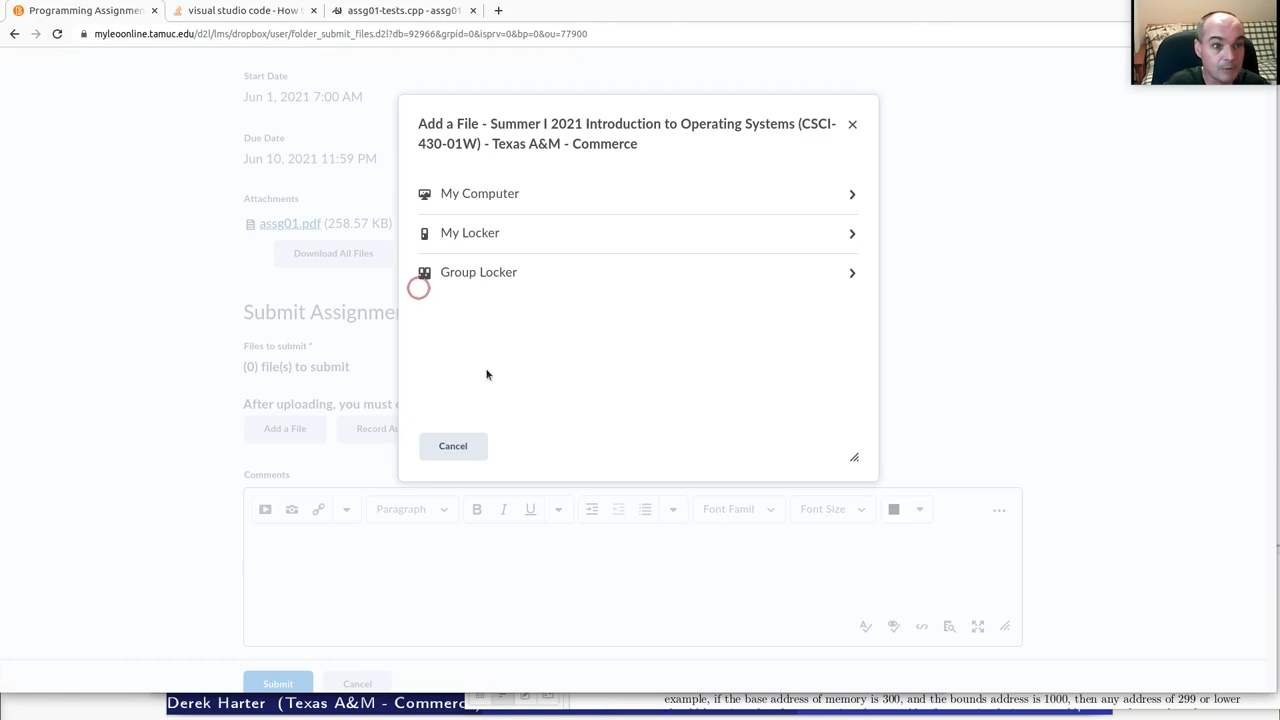 Programming Assignmen
visual studio code - How t
assg01-tests.cpp - assg01
myleoonline.tamuc.edu/d2l/lms/dropbox/user/folder_submit_files.d2l?db=92966&grpid=0&isprv=0&bp=0&ou=77900
Start Date
Jun 1, 2021 7:00 AM
Due Date
Jun 10, 2021 11:59 PM
Attachments
assg01.pdf (258.57 KB)
Download All Files
Submit Assignme
Files to submit *
(0) file(s) to submit
After uploading, you must c
Add a File
Record Au
Add a File - Summer I 2021 Introduction to Operating Systems (CSCI-
430-01W) - Texas A&M - Commerce
My Computer
My Locker
Group Locker
Cancel
Comments
Paragraph
B I U
Font Famil
Font Size
Submit
Cancel
Derek Harter (Texas A&M - Commerc
example, if the base address of memory is 300, and the bounds address is 1000, then any address of 299 or lower